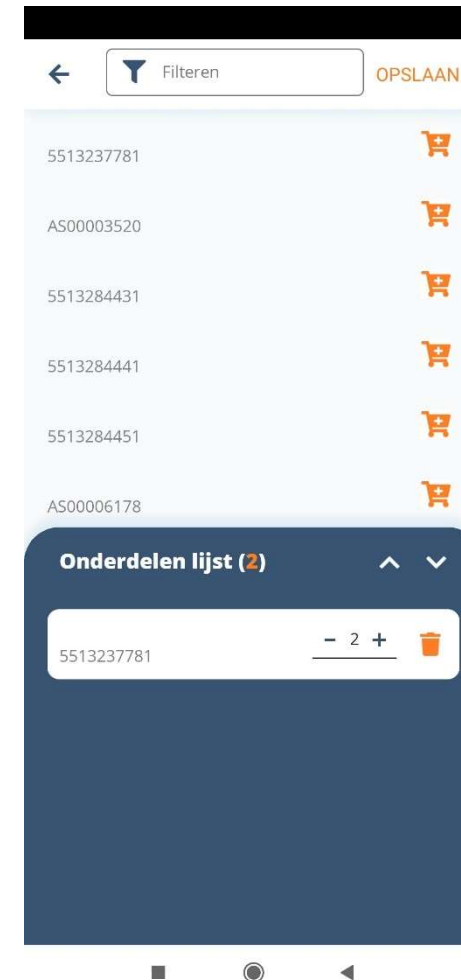 Filteren OPSLAAN
5513237781
AS00003520
5513284431
5513284441
5513284451
AS00006178
Onderdelen lijst (2)
5513237781 - 2 +